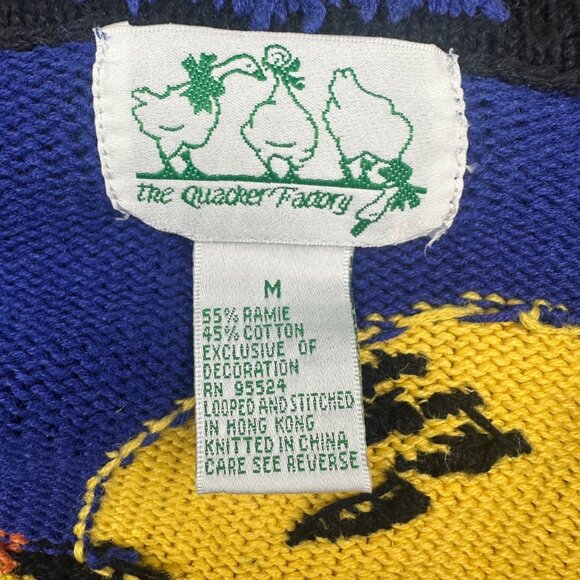 The Quacker Factory
M
55% RAMIE
45% COTTON
EXCLUSIVE OF
DECORATION
RN 95524
LOOPED AND STITCHED
IN HONG KONG
KNITTED IN CHINA
CARE SEE REVERSE